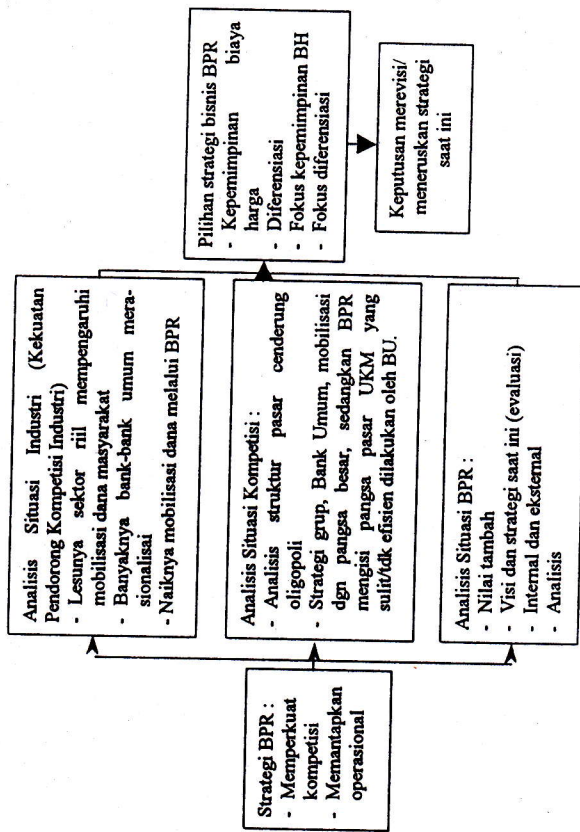 Strategi BPR :
- Memperkuat
kompetisi
- Memantapkan
operasional
Analisis Situasi Industri (Kekuatan
Pendorong Kompetisi Industri)
- Lesunya sektor riil mempengaruhi
mobilisasi dana masyarakat
- Banyaknya bank-bank umum mera-
sionalisai
- Naiknya mobilisasi dana melalui BPR
Analisis Situasi Kompetisi :
- Analisis struktur pasar cenderung
oligopoli
- Strategi grup, Bank Umum, mobilisasi
dgn pangsa besar, sedangkan BPR
mengisi pangsa pasar UKM yang
sulit/tdk efisien dilakukan oleh BU.
Analisis Situasi BPR :
- Nilai tambah
- Visi dan strategi saat ini (evaluasi)
- Internal dan eksternal
- Analisis
Pilihan strategi bisnis BPR
- Kepemimpinan biaya
harga
- Diferensiasi
- Fokus kepemimpinan BH
- Fokus diferensiasi
Keputusan merevisi/
meneruskan strategi
saat ini